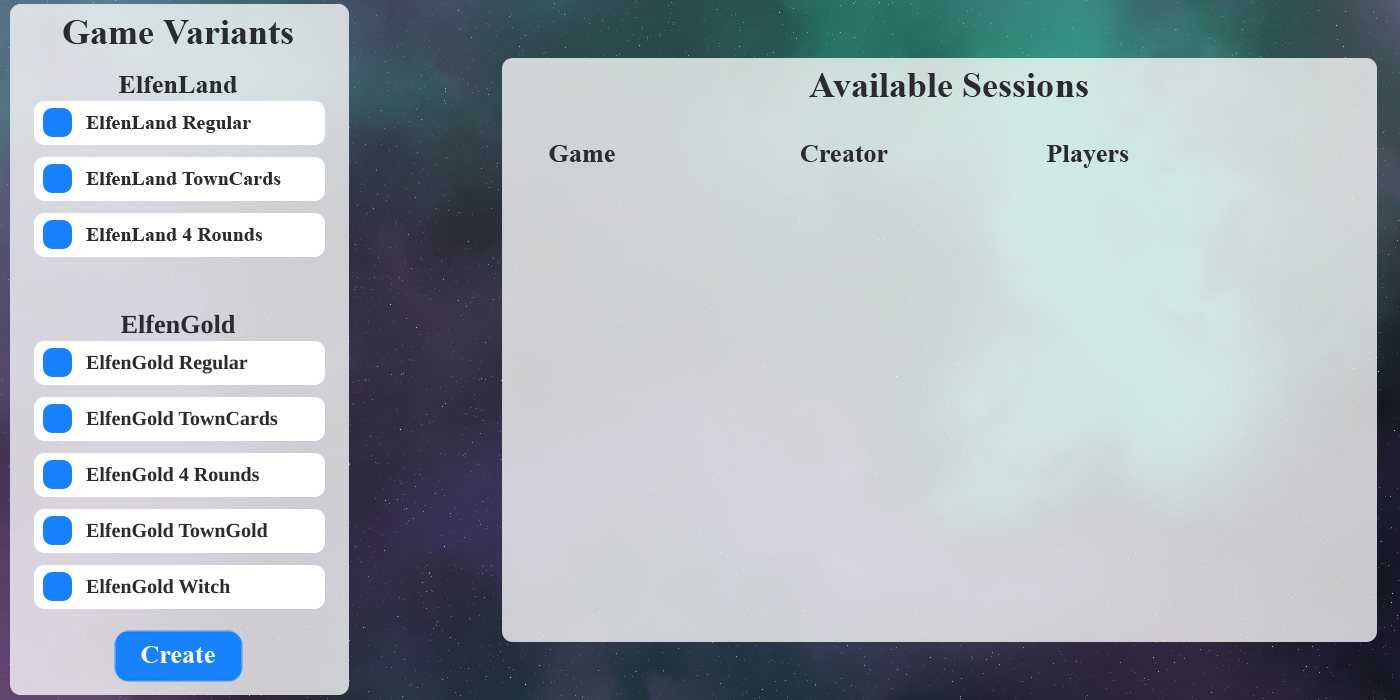 Game Variants
ElfenLand
ElfenLand Regular
ElfenLand TownCards
ElfenLand 4 Rounds
ElfenGold
ElfenGold Regular
ElfenGold TownCards
ElfenGold 4 Rounds
ElfenGold TownGold
ElfenGold Witch
Create
Available Sessions
Game Creator Players